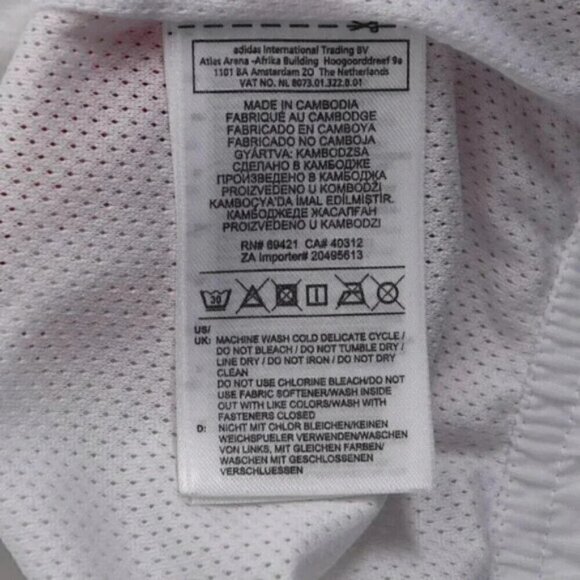 adidas International Trading BV
Atlas Arena -Afrika Building Hoogoorddreef 9a
1101 BA Amsterdam ZO The Netherlands
VAT NO. NL 8073.01.322.B.01
MADE IN CAMBODIA
FABRIQUÉ AU CAMBODGE
FABRICADO EN CAMBOYA
FABRICADO NO CAMBOJA
GYÁRTVA: KAMBODZSA
СДЕЛАНО В КАМБОДЖЕ
ПРОИЗВЕДЕНО В КАМБОДЖА
PROIZVEDENO U KOMBODZI
KAMBOÇYA'DA İMAL EDİLMİŞTİR.
КАМБОДЖЕДЕ ЖАСАЛҒАН
PROIZVEDENO U KAMBODZI
RN# 69421 CA# 40312
ZA Importer# 20495613
30
US/
UK: MACHINE WASH COLD DELICATE CYCLE /
DO NOT BLEACH / DO NOT TUMBLE DRY /
LINE DRY / DO NOT IRON / DO NOT DRY
CLEAN
DO NOT USE CHLORINE BLEACH/DO NOT
USE FABRIC SOFTENER/WASH INSIDE
OUT WITH LIKE COLORS/WASH WITH
FASTENERS CLOSED
D: NICHT MIT CHLOR BLEICHEN/KEINEN
WEICHSPUELER VERWENDEN/WASCHEN
VON LINKS, MIT GLEICHEN FARBEN/
WASCHEN MIT GESCHLOSSENEN
VERSCHLUESSEN